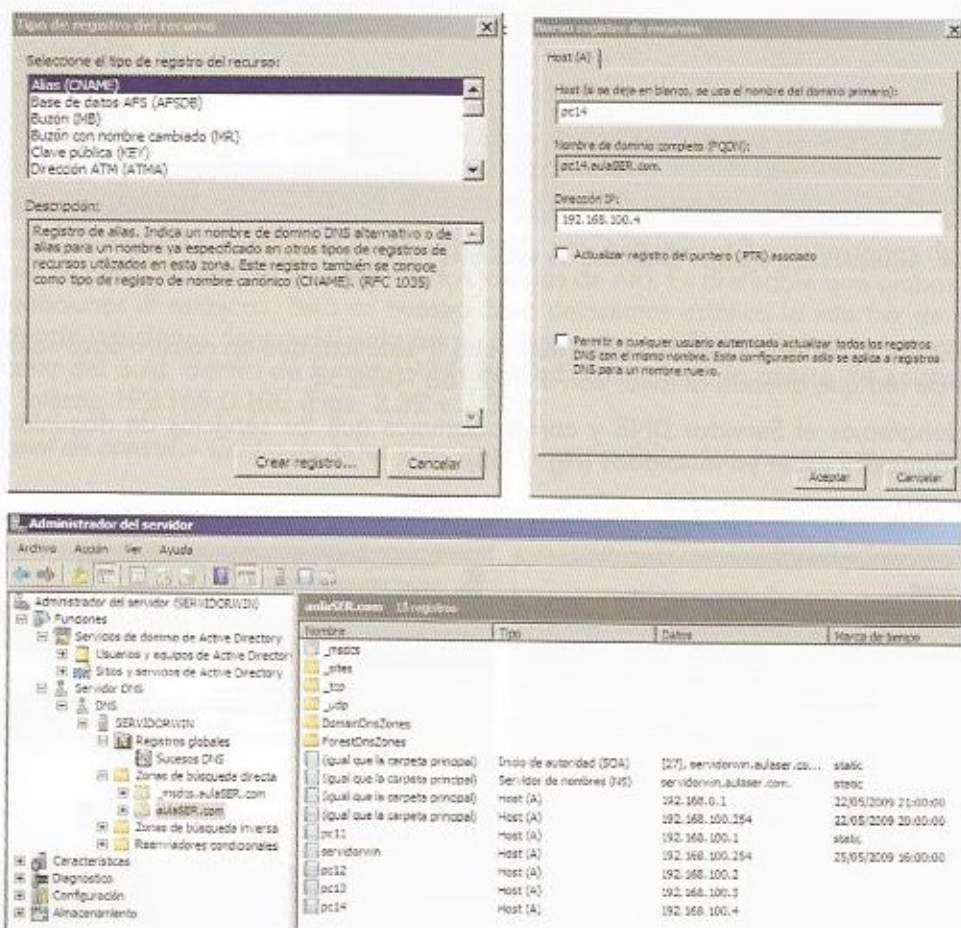 Tipo de registro del recurso
Seleccione el tipo de registro del recurso:
Alias (CNAME)
Base de datos AFS (AFSDB)
Buzón (MB)
Buzón con nombre cambiado (MR)
Clave pública (KEY)
Dirección ATM (ATMA)
Descripción:
Registro de alias. Indica un nombre de dominio DNS alternativo o de
alias para un nombre ya especificado en otros tipos de registros de
recursos utilizados en esta zona. Este registro también se conoce
como tipo de registro de nombre canónico (CNAME). (RFC 1035)
Crear registro...
Cancelar
Nuevo registro de recursos
Host (A)
Host (si se deja en blanco, se usa el nombre del dominio primario):
pc14
Nombre de dominio completo (FQDN):
pc14.aulaSER.com.
Dirección IP:
192.168.100.4
Actualizar registro del puntero (PTR) asociado
Permitir a cualquier usuario autenticado actualizar todos los registros
DNS con el mismo nombre. Esta configuración sólo se aplica a registros
DNS para un nombre nuevo.
Aceptar
Cancelar
Administrador del servidor
Archivo Acción Ver Ayuda
Administrador del servidor (SERVIDORWIN)
Funciones
Servicios de dominio de Active Directory
Usuarios y equipos de Active Director
Sitios y servicios de Active Directory
Servidor DNS
DNS
SERVIDORWIN
Registros globales
Sucesos DNS
Zonas de búsqueda directa
_msdcs.aulaSER.com
aulaSER.com
Zonas de búsqueda inversa
Reenviadores condicionales
Características
Diagnóstico
Configuración
Almacenamiento
aulaSER.com 15 registros
Nombre Tipo Datos Marca de tiempo
_msdcs
_sites
_tcp
_udp
DomainDnsZones
ForestDnsZones
(igual que la carpeta principal) Inicio de autoridad (SOA) [27], servidorwin.aulaser.co... static
(igual que la carpeta principal) Servidor de nombres (NS) servidorwin.aulaser.com. static
(igual que la carpeta principal) Host (A) 192.168.0.1 22/05/2009 21:00:00
(igual que la carpeta principal) Host (A) 192.168.100.254 22/05/2009 20:00:00
pc11 Host (A) 192.168.100.1 static
servidorwin Host (A) 192.168.100.254 25/05/2009 16:00:00
pc12 Host (A) 192.168.100.2
pc13 Host (A) 192.168.100.3
pc14 Host (A) 192.168.100.4